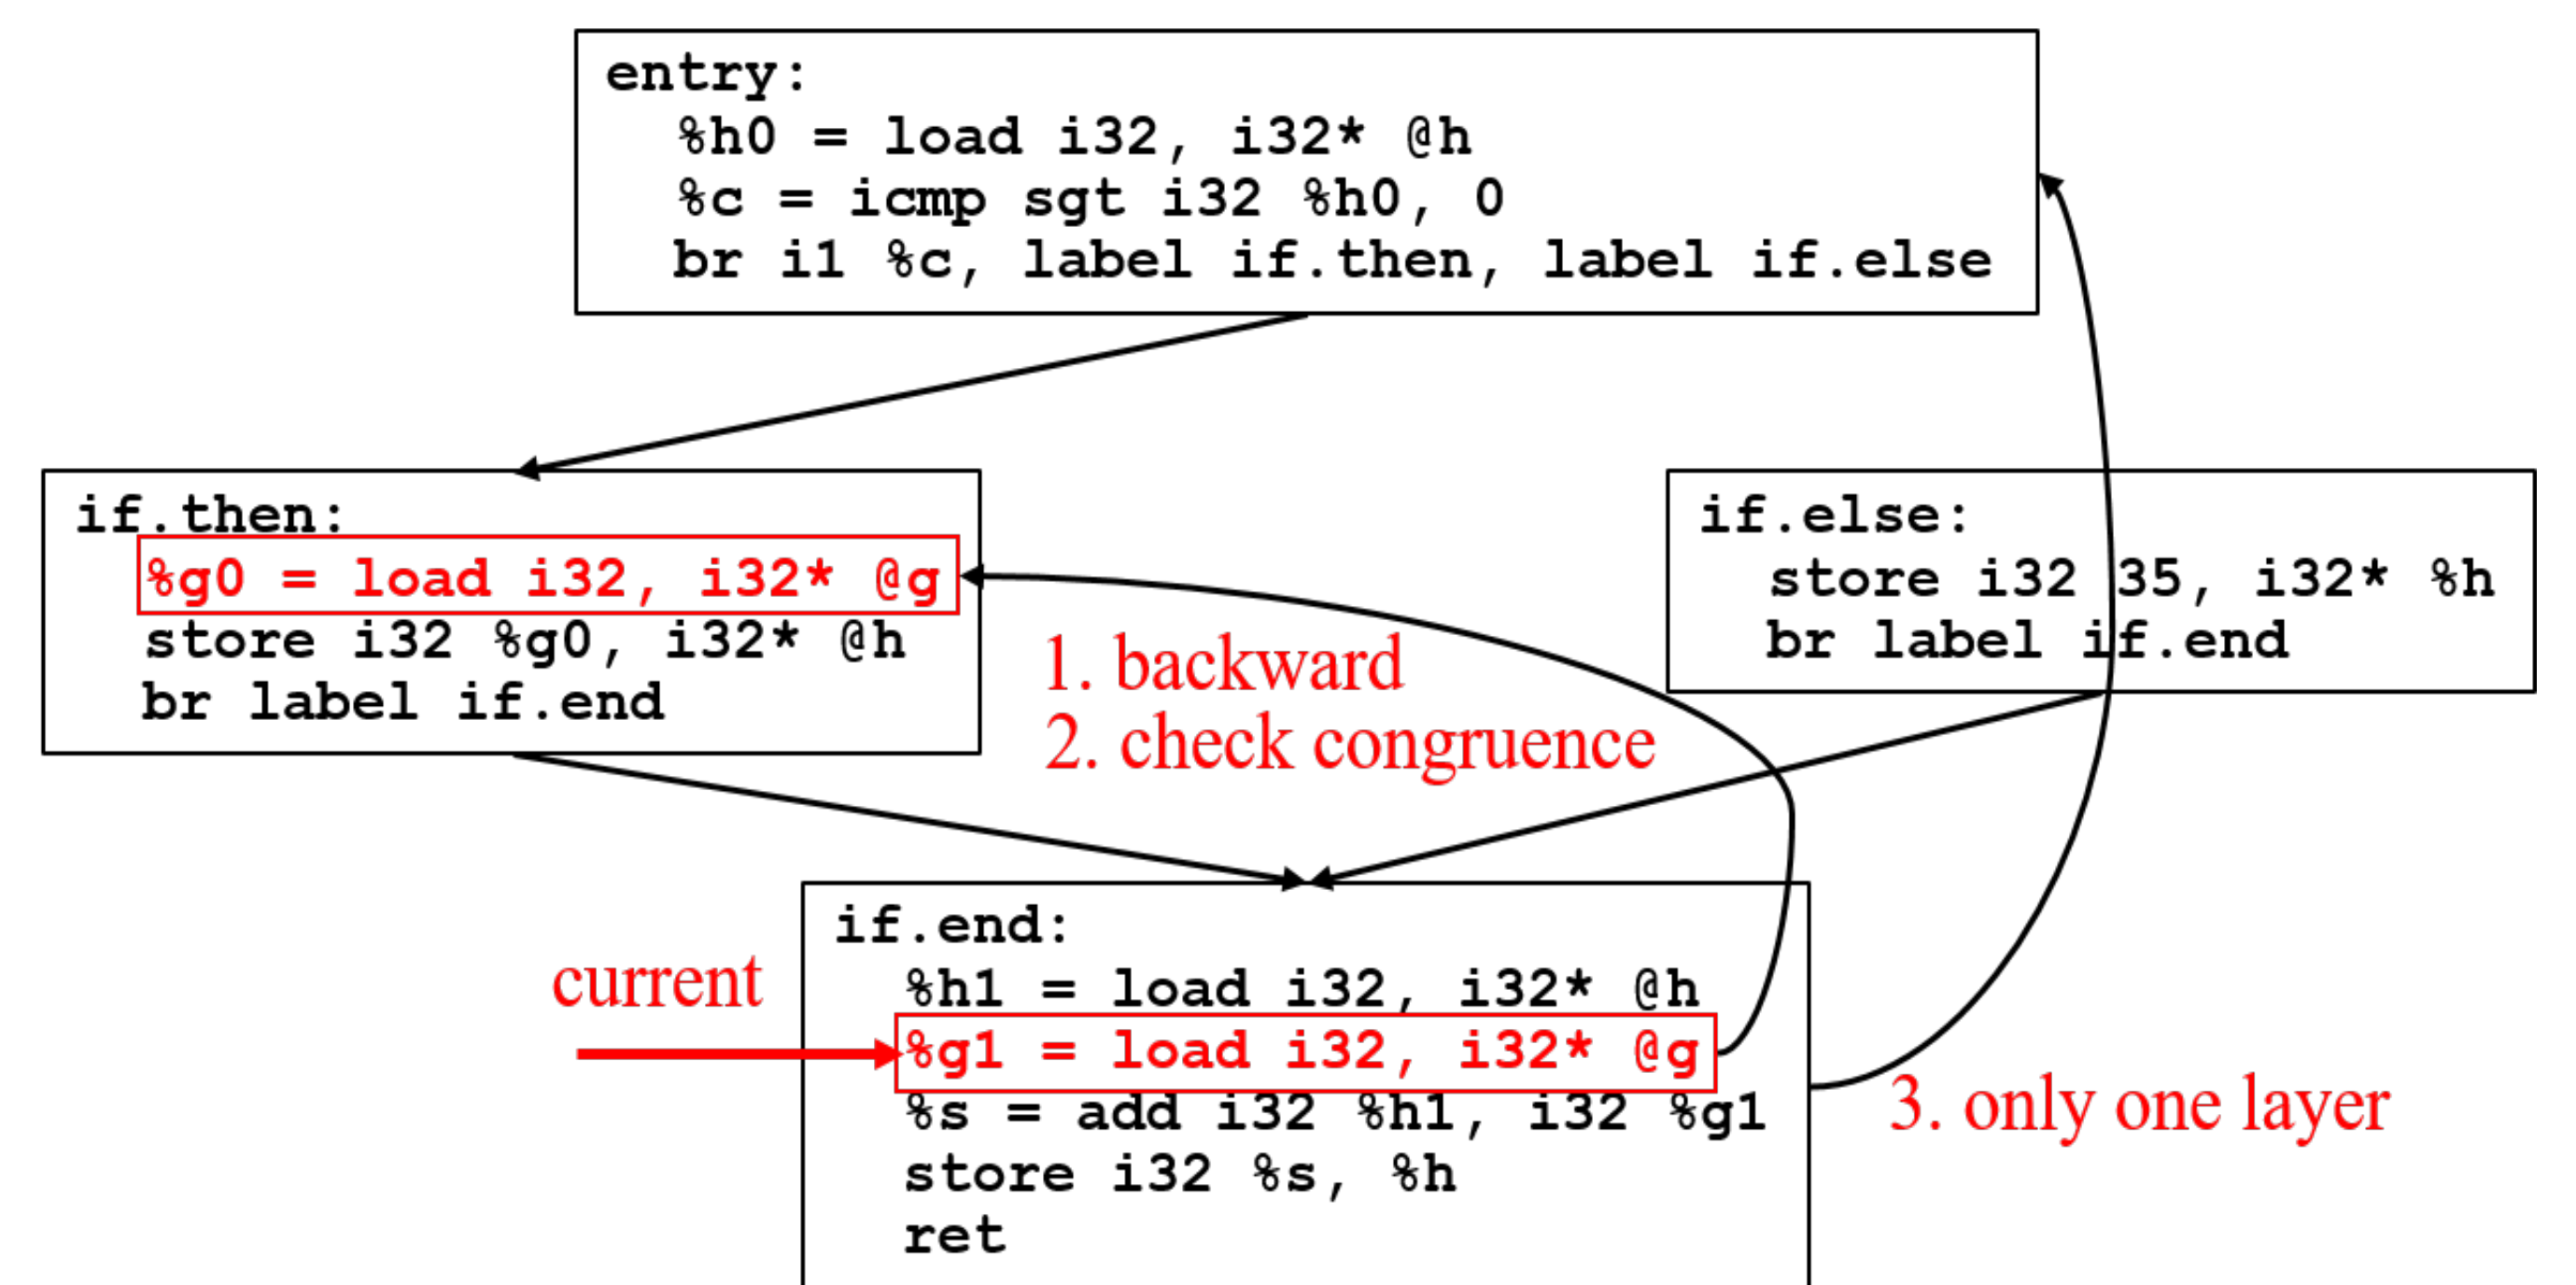 entry:
%h0 = load i32, i32* @h
%c = icmp sgt i32 %h0, 0
br i1 %c, label if.then, label if.else
if.then:
%g0 = load i32, i32* @g
store i32 %g0, i32* @h
br label if.end
if.else:
store i32 35, i32* %h
br label if.end
1. backward
2. check congruence
current
if.end:
%h1 = load i32, i32* @h
%g1 = load i32, i32* @g
%s = add i32 %h1, i32 %g1
store i32 %s, %h
ret
3. only one layer